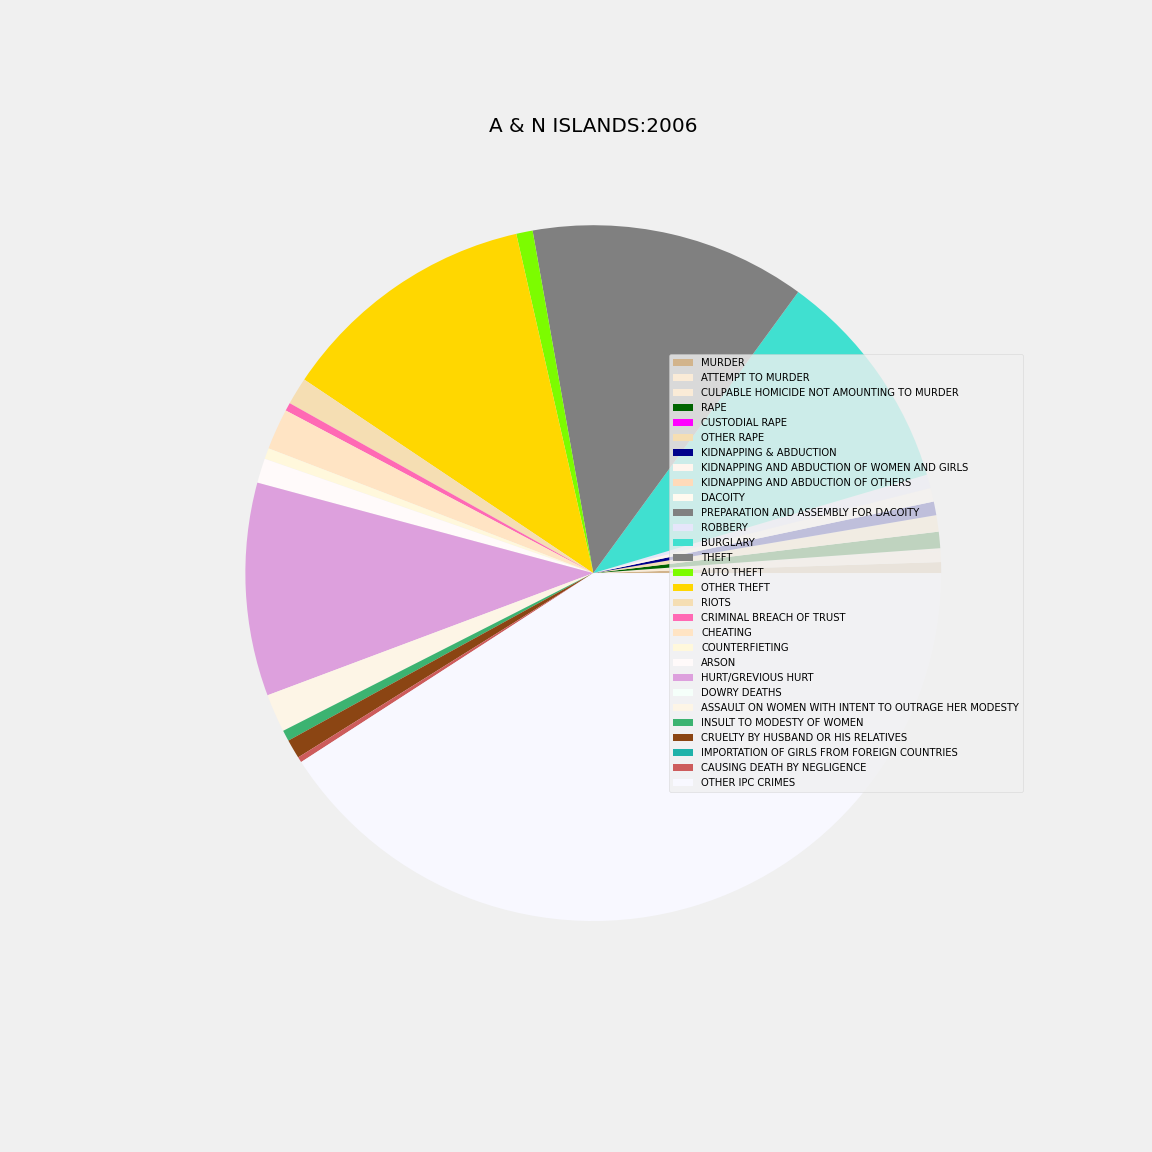 A & N ISLANDS:2006
MURDER
ATTEMPT TO MURDER
CULPABLE HOMICIDE NOT AMOUNTING TO MURDER
RAPE
CUSTODIAL RAPE
OTHER RAPE
KIDNAPPING & ABDUCTION
KIDNAPPING AND ABDUCTION OF WOMEN AND GIRLS
KIDNAPPING AND ABDUCTION OF OTHERS
DACOITY
PREPARATION AND ASSEMBLY FOR DACOITY
ROBBERY
BURGLARY
THEFT
AUTO THEFT
OTHER THEFT
RIOTS
CRIMINAL BREACH OF TRUST
CHEATING
COUNTERFIETING
ARSON
HURT/GREVIOUS HURT
DOWRY DEATHS
ASSAULT ON WOMEN WITH INTENT TO OUTRAGE HER MODESTY
INSULT TO MODESTY OF WOMEN
CRUELTY BY HUSBAND OR HIS RELATIVES
IMPORTATION OF GIRLS FROM FOREIGN COUNTRIES
CAUSING DEATH BY NEGLIGENCE
OTHER IPC CRIMES